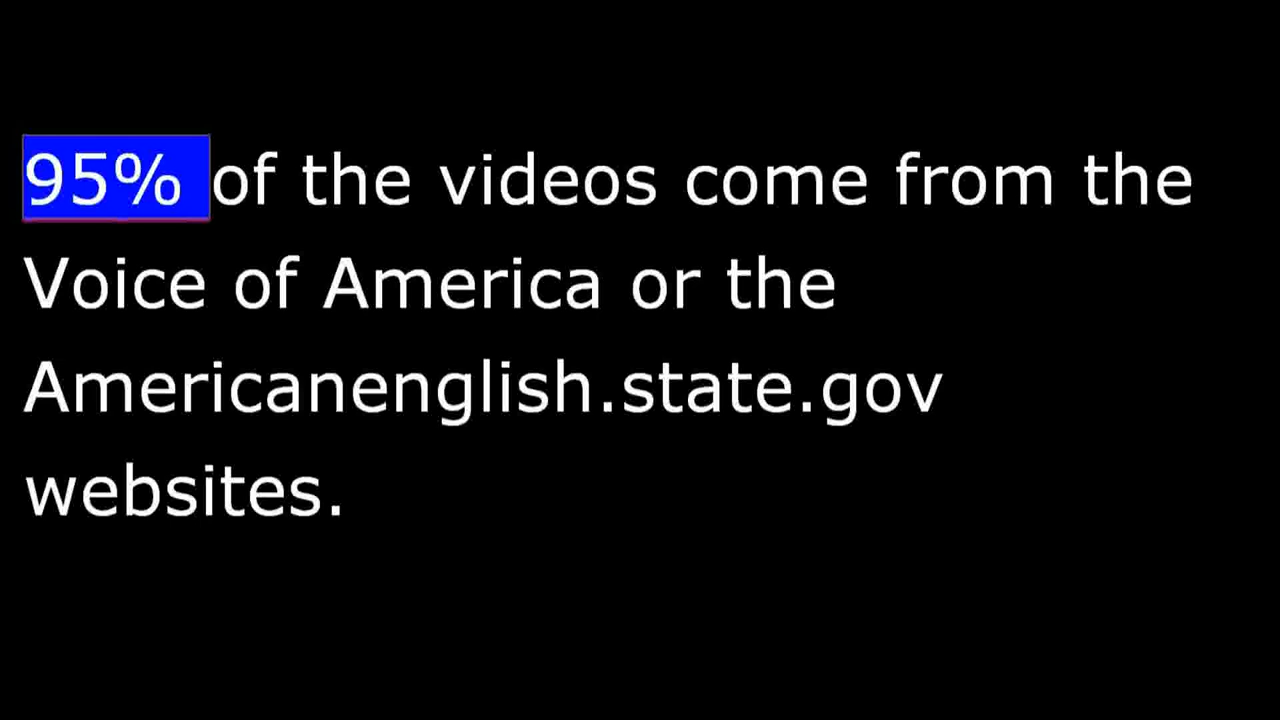 95% of the videos come from the
Voice of America or the
Americanenglish.state.gov
websites.